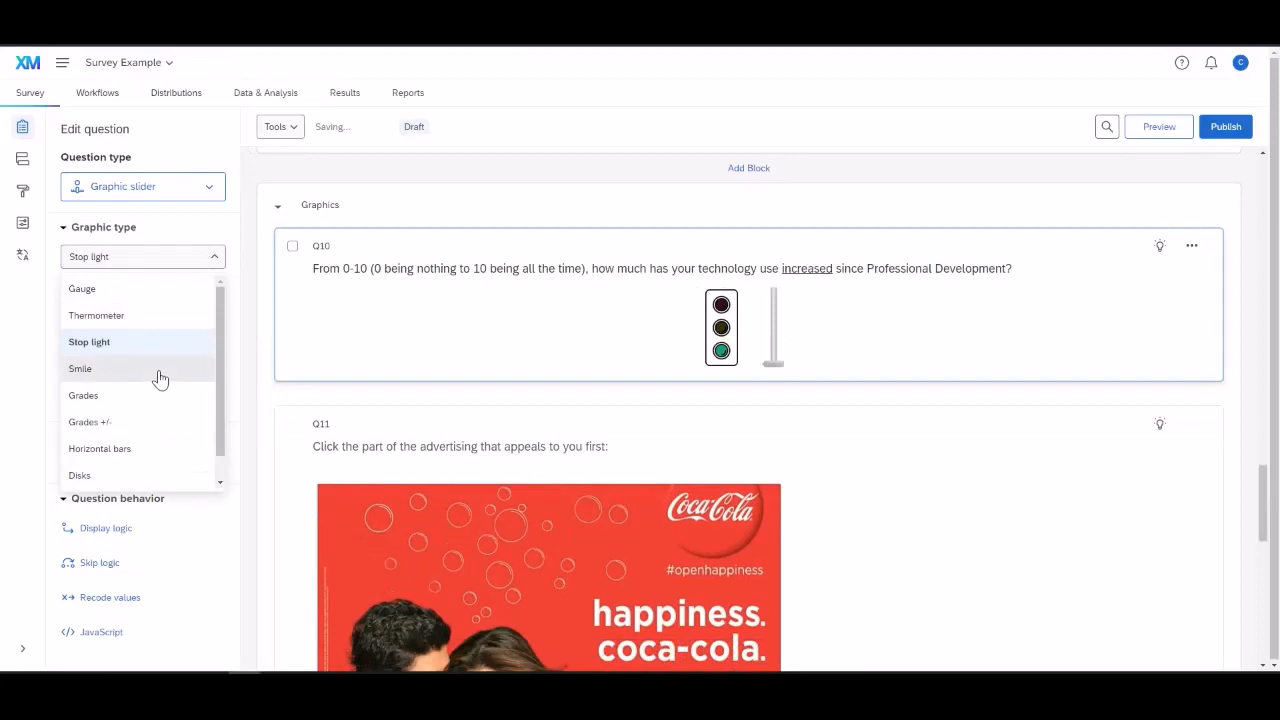 XM
Survey Example
C
Survey
Workflows
Distributions
Data & Analysis
Results
Reports
Edit question
Question type
Graphic slider
Graphic type
Stop light
Gauge
Thermometer
Stop light
Smile
Grades
Grades +/-
Horizontal bars
Disks
Question behavior
Display logic
Skip logic
Recode values
JavaScript
Tools
Saving...
Draft
Preview
Publish
Add Block
Graphics
Q10
From 0-10 (0 being nothing to 10 being all the time), how much has your technology use increased since Professional Development?
Q11
Click the part of the advertising that appeals to you first:
Coca-Cola
#openhappiness
happiness.
coca-cola.